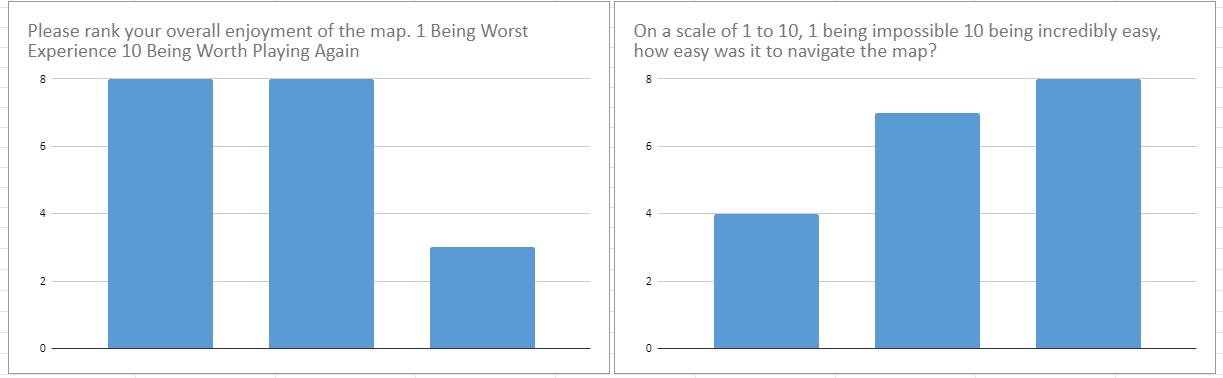 Please rank your overall enjoyment of the map. 1 Being Worst
Experience 10 Being Worth Playing Again
8
6
4
2
0
On a scale of 1 to 10, 1 being impossible 10 being incredibly easy,
how easy was it to navigate the map?
8
6
4
2
0